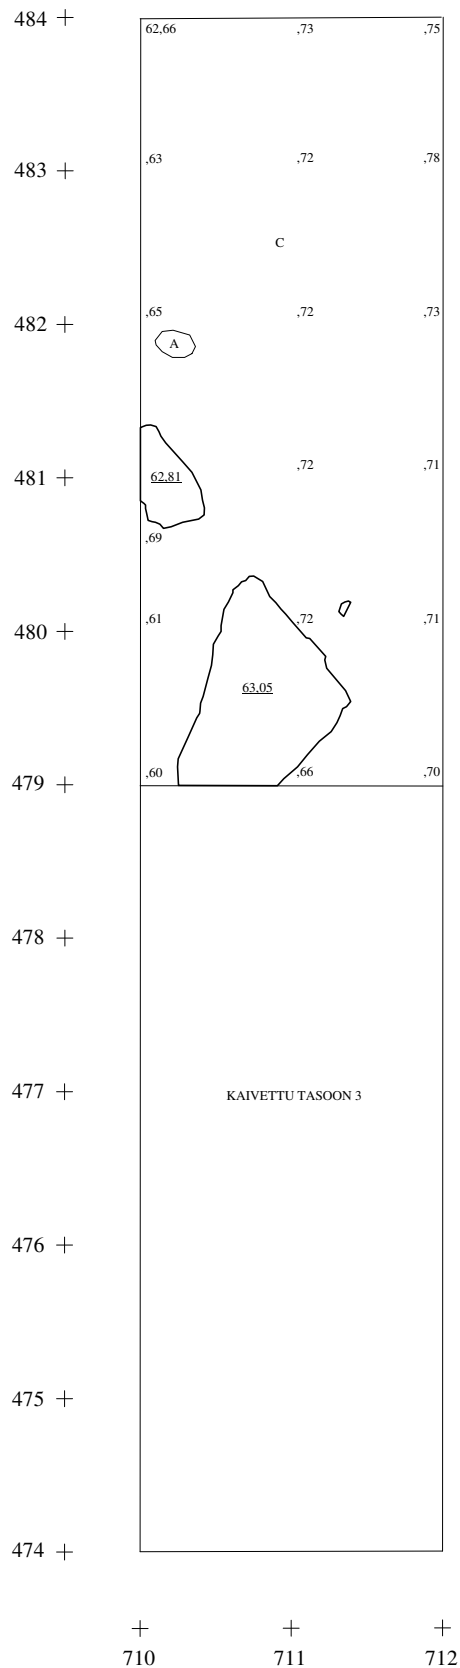 484 62,66 ,73 ,75
483 ,63 ,72 ,78
C
482 ,65 ,72 ,73
A
481 62,81 ,72 ,71
,69
480 ,61 ,72 ,71
63,05
479 ,60 ,66 ,70
478
477 KAIVETTU TASOON 3
476
475
474
710 711 712